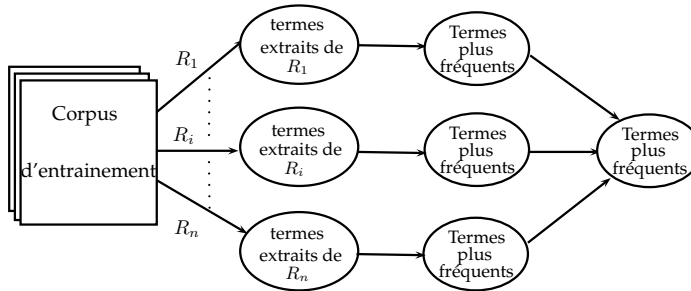 Corpus
d'entrainement
R1
Ri
Rn
termes
extraits de
R1
termes
extraits de
Ri
termes
extraits de
Rn
Termes
plus
fréquents
Termes
plus
fréquents
Termes
plus
fréquents
Termes
plus
fréquents